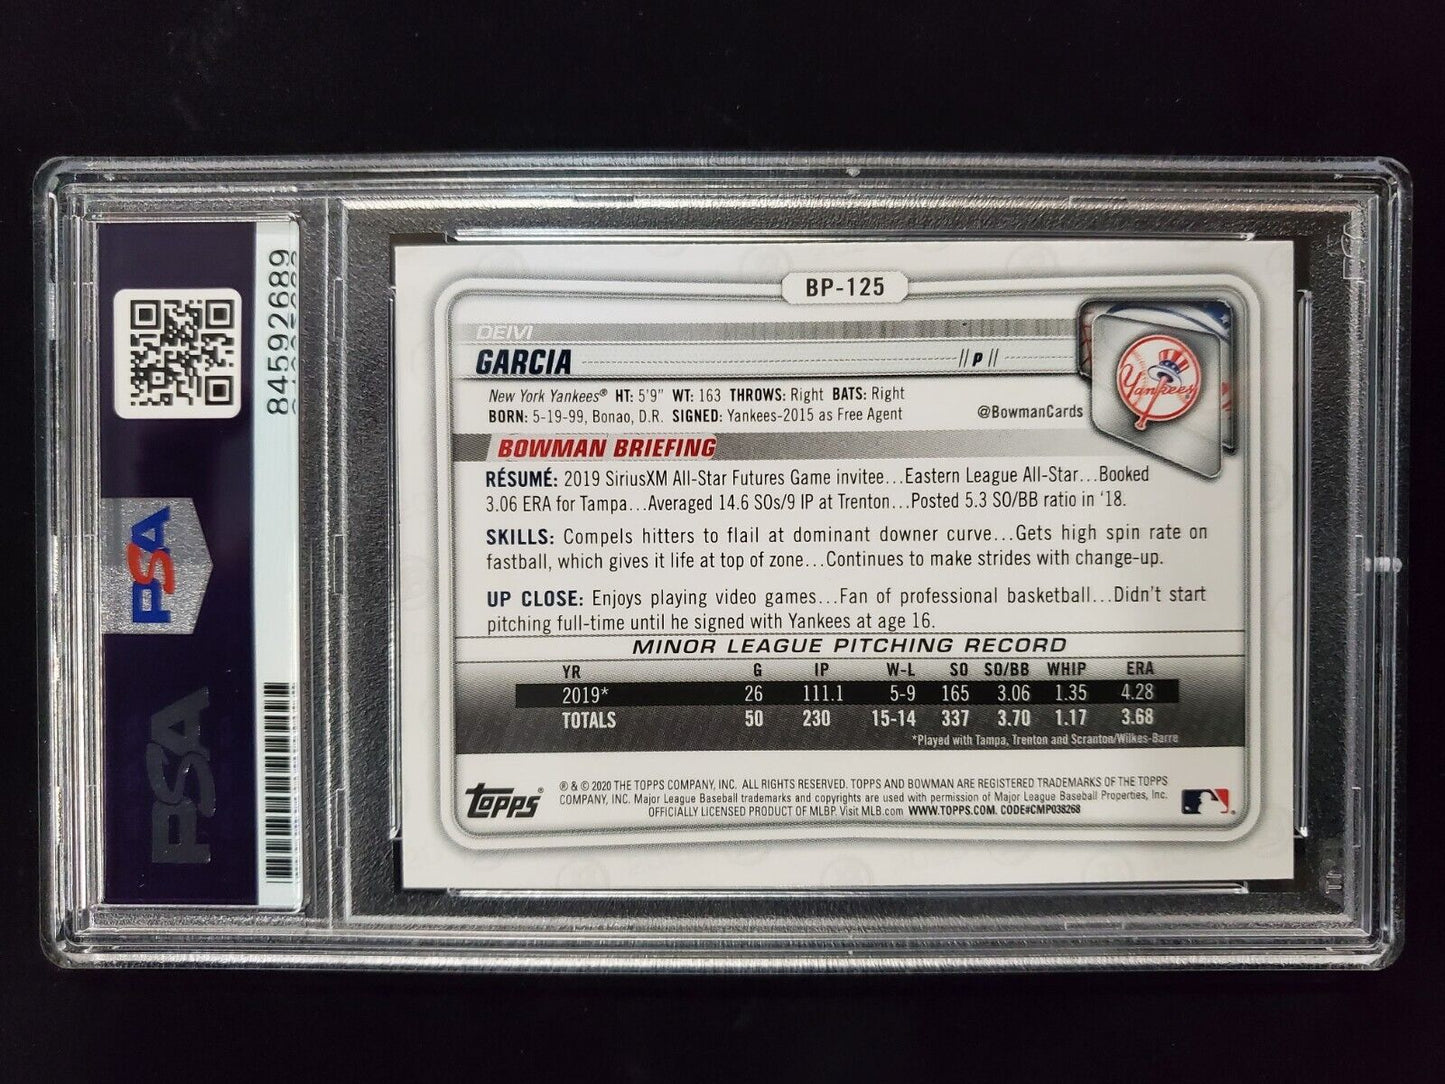 84592689
PSA
PSA
BP-125
DEIVI
GARCIA // P //
New York Yankees® HT: 5'9" WT: 163 THROWS: Right BATS: Right
BORN: 5-19-99, Bonao, D.R. SIGNED: Yankees-2015 as Free Agent @BowmanCards
Yankees
BOWMAN BRIEFING
RÉSUMÉ: 2019 SiriusXM All-Star Futures Game invitee...Eastern League All-Star...Booked
3.06 ERA for Tampa...Averaged 14.6 SOs/9 IP at Trenton...Posted 5.3 SO/BB ratio in '18.
SKILLS: Compels hitters to flail at dominant downer curve...Gets high spin rate on
fastball, which gives it life at top of zone...Continues to make strides with change-up.
UP CLOSE: Enjoys playing video games...Fan of professional basketball...Didn't start
pitching full-time until he signed with Yankees at age 16.
MINOR LEAGUE PITCHING RECORD
YR G IP W-L SO SO/BB WHIP ERA
2019* 26 111.1 5-9 165 3.06 1.35 4.28
TOTALS 50 230 15-14 337 3.70 1.17 3.68
*Played with Tampa, Trenton and Scranton/Wilkes-Barre
TOPPS®
® & © 2020 THE TOPPS COMPANY, INC. ALL RIGHTS RESERVED. TOPPS AND BOWMAN ARE REGISTERED TRADEMARKS OF THE TOPPS
COMPANY, INC. Major League Baseball trademarks and copyrights are used with permission of Major League Baseball Properties, Inc.
OFFICIALLY LICENSED PRODUCT OF MLBP. Visit MLB.com WWW.TOPPS.COM. CODE#CMP038268